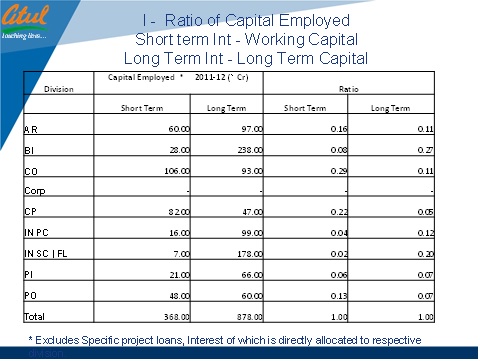 atul
touching lives...
I - Ratio of Capital Employed
Short term Int - Working Capital
Long Term Int - Long Term Capital
Division Capital Employed * 2011-12 (` Cr) Ratio
Short Term Long Term Short Term Long Term
AR 60.00 97.00 0.16 0.11
BI 28.00 238.00 0.08 0.27
CO 106.00 93.00 0.29 0.11
Corp - - - -
CP 82.00 47.00 0.22 0.05
IN PC 16.00 99.00 0.04 0.12
IN SC | FL 7.00 178.00 0.02 0.20
PI 21.00 66.00 0.06 0.07
PO 48.00 60.00 0.13 0.07
Total 368.00 878.00 1.00 1.00
* Excludes Specific project loans, Interest of which is directly allocated to respective
division